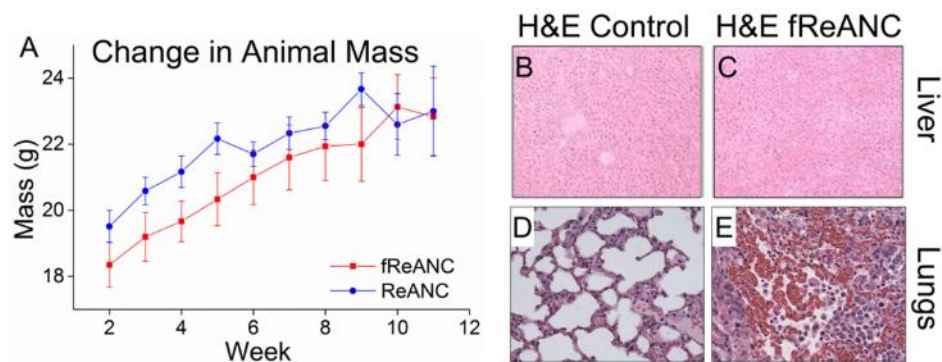 A
Change in Animal Mass
24
22
20
18
Mass (g)
2
4
6
8
10
12
Week
fReANC
ReANC
H&E Control
H&E fReANC
B
C
Liver
D
E
Lungs